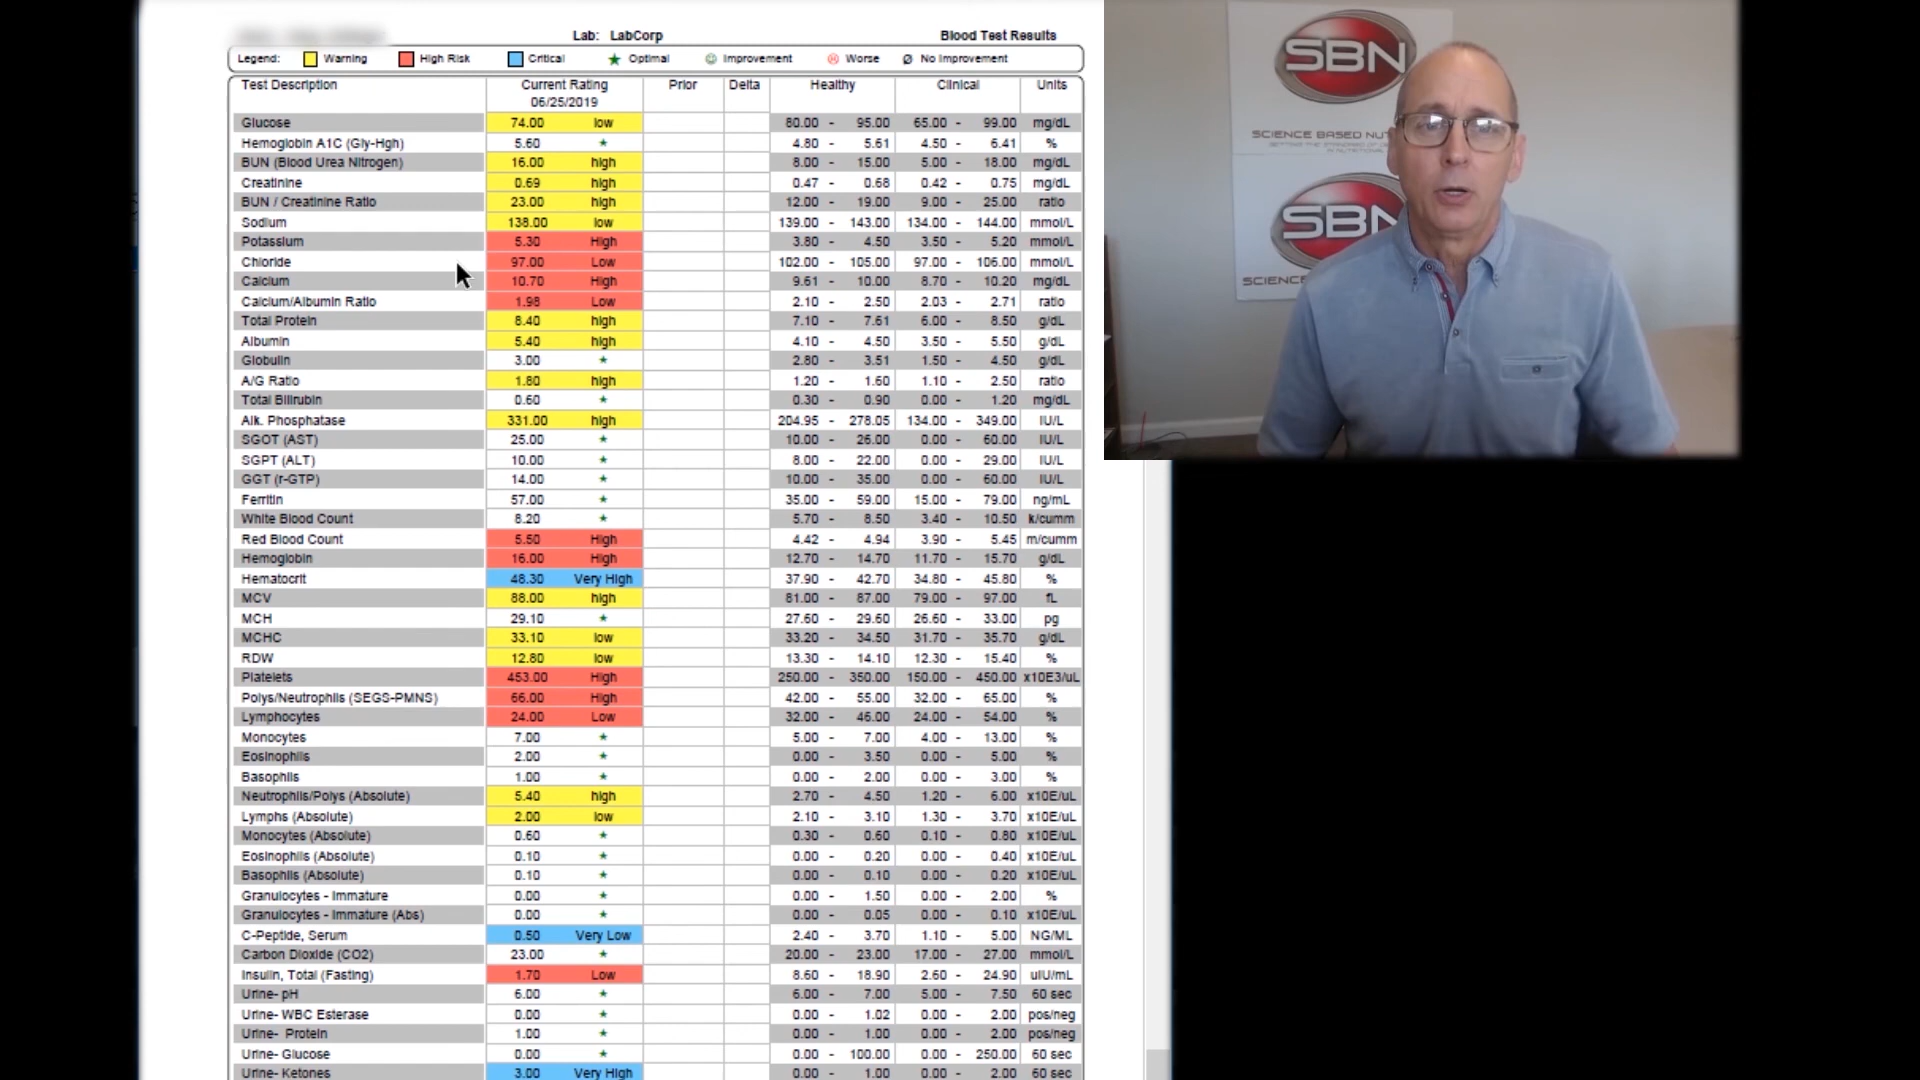 Lab: LabCorp Blood Test Results
Legend: Warning High Risk Critical Optimal Improvement Worse No Improvement
Test Description Current Rating Prior Delta Healthy Clinical Units
06/25/2019
Glucose 74.00 low 80.00 - 95.00 65.00 - 99.00 mg/dL
Hemoglobin A1C (Gly-Hgh) 5.60 ★ 4.80 - 5.61 4.50 - 6.41 %
BUN (Blood Urea Nitrogen) 16.00 high 8.00 - 15.00 5.00 - 18.00 mg/dL
Creatinine 0.69 high 0.47 - 0.68 0.42 - 0.75 mg/dL
BUN / Creatinine Ratio 23.00 high 12.00 - 19.00 9.00 - 25.00 ratio
Sodium 138.00 low 139.00 - 143.00 134.00 - 144.00 mmol/L
Potassium 5.30 High 3.80 - 4.50 3.50 - 5.20 mmol/L
Chloride 97.00 Low 102.00 - 105.00 97.00 - 106.00 mmol/L
Calcium 10.70 High 9.61 - 10.00 8.70 - 10.20 mg/dL
Calcium/Albumin Ratio 1.98 Low 2.10 - 2.50 2.03 - 2.71 ratio
Total Protein 8.40 high 7.10 - 7.61 6.00 - 8.50 g/dL
Albumin 5.40 high 4.10 - 4.50 3.50 - 5.50 g/dL
Globulin 3.00 ★ 2.80 - 3.51 1.50 - 4.50 g/dL
A/G Ratio 1.80 high 1.20 - 1.60 1.10 - 2.50 ratio
Total Bilirubin 0.60 ★ 0.30 - 0.90 0.00 - 1.20 mg/dL
Alk. Phosphatase 331.00 high 204.95 - 278.05 134.00 - 349.00 IU/L
SGOT (AST) 25.00 ★ 10.00 - 26.00 0.00 - 60.00 IU/L
SGPT (ALT) 10.00 ★ 8.00 - 22.00 0.00 - 29.00 IU/L
GGT (r-GTP) 14.00 ★ 10.00 - 35.00 0.00 - 60.00 IU/L
Ferritin 57.00 ★ 35.00 - 59.00 15.00 - 79.00 ng/mL
White Blood Count 8.20 ★ 5.70 - 8.50 3.40 - 10.50 k/cumm
Red Blood Count 5.50 High 4.42 - 4.94 3.90 - 5.45 m/cumm
Hemoglobin 16.00 High 12.70 - 14.70 11.70 - 15.70 g/dL
Hematocrit 48.30 Very High 37.90 - 42.70 34.80 - 45.80 %
MCV 88.00 high 81.00 - 87.00 79.00 - 97.00 fL
MCH 29.10 ★ 27.60 - 29.60 26.60 - 33.00 pg
MCHC 33.10 low 33.20 - 34.50 31.70 - 35.70 g/dL
RDW 12.80 low 13.30 - 14.10 12.30 - 15.40 %
Platelets 453.00 High 250.00 - 350.00 150.00 - 450.00 x10E3/uL
Polys/Neutrophils (SEGS-PMNS) 66.00 High 42.00 - 55.00 32.00 - 65.00 %
Lymphocytes 24.00 Low 32.00 - 46.00 24.00 - 54.00 %
Monocytes 7.00 ★ 5.00 - 7.00 4.00 - 13.00 %
Eosinophils 2.00 ★ 0.00 - 3.50 0.00 - 5.00 %
Basophils 1.00 ★ 0.00 - 2.00 0.00 - 3.00 %
Neutrophils/Polys (Absolute) 5.40 high 2.70 - 4.50 1.20 - 6.00 x10E/uL
Lymphs (Absolute) 2.00 low 2.10 - 3.10 1.30 - 3.70 x10E/uL
Monocytes (Absolute) 0.60 ★ 0.30 - 0.60 0.10 - 0.80 x10E/uL
Eosinophils (Absolute) 0.10 ★ 0.00 - 0.20 0.00 - 0.40 x10E/uL
Basophils (Absolute) 0.10 ★ 0.00 - 0.10 0.00 - 0.20 x10E/uL
Granulocytes - Immature 0.00 ★ 0.00 - 1.50 0.00 - 2.00 %
Granulocytes - Immature (Abs) 0.00 ★ 0.00 - 0.05 0.00 - 0.10 x10E/uL
C-Peptide, Serum 0.50 Very Low 2.40 - 3.70 1.10 - 5.00 NG/ML
Carbon Dioxide (CO2) 23.00 ★ 20.00 - 23.00 17.00 - 27.00 mmol/L
Insulin, Total (Fasting) 1.70 Low 8.60 - 18.90 2.60 - 24.90 uIU/mL
Urine- pH 6.00 ★ 6.00 - 7.00 5.00 - 7.50 60 sec
Urine- WBC Esterase 0.00 ★ 0.00 - 1.02 0.00 - 2.00 pos/neg
Urine- Protein 1.00 ★ 0.00 - 1.00 0.00 - 2.00 pos/neg
Urine- Glucose 0.00 ★ 0.00 - 100.00 0.00 - 250.00 60 sec
Urine- Ketones 3.00 Very High 0.00 - 1.00 0.00 - 2.00 60 sec
SBN
SCIENCE BASED NU
SBN
SCIENCE